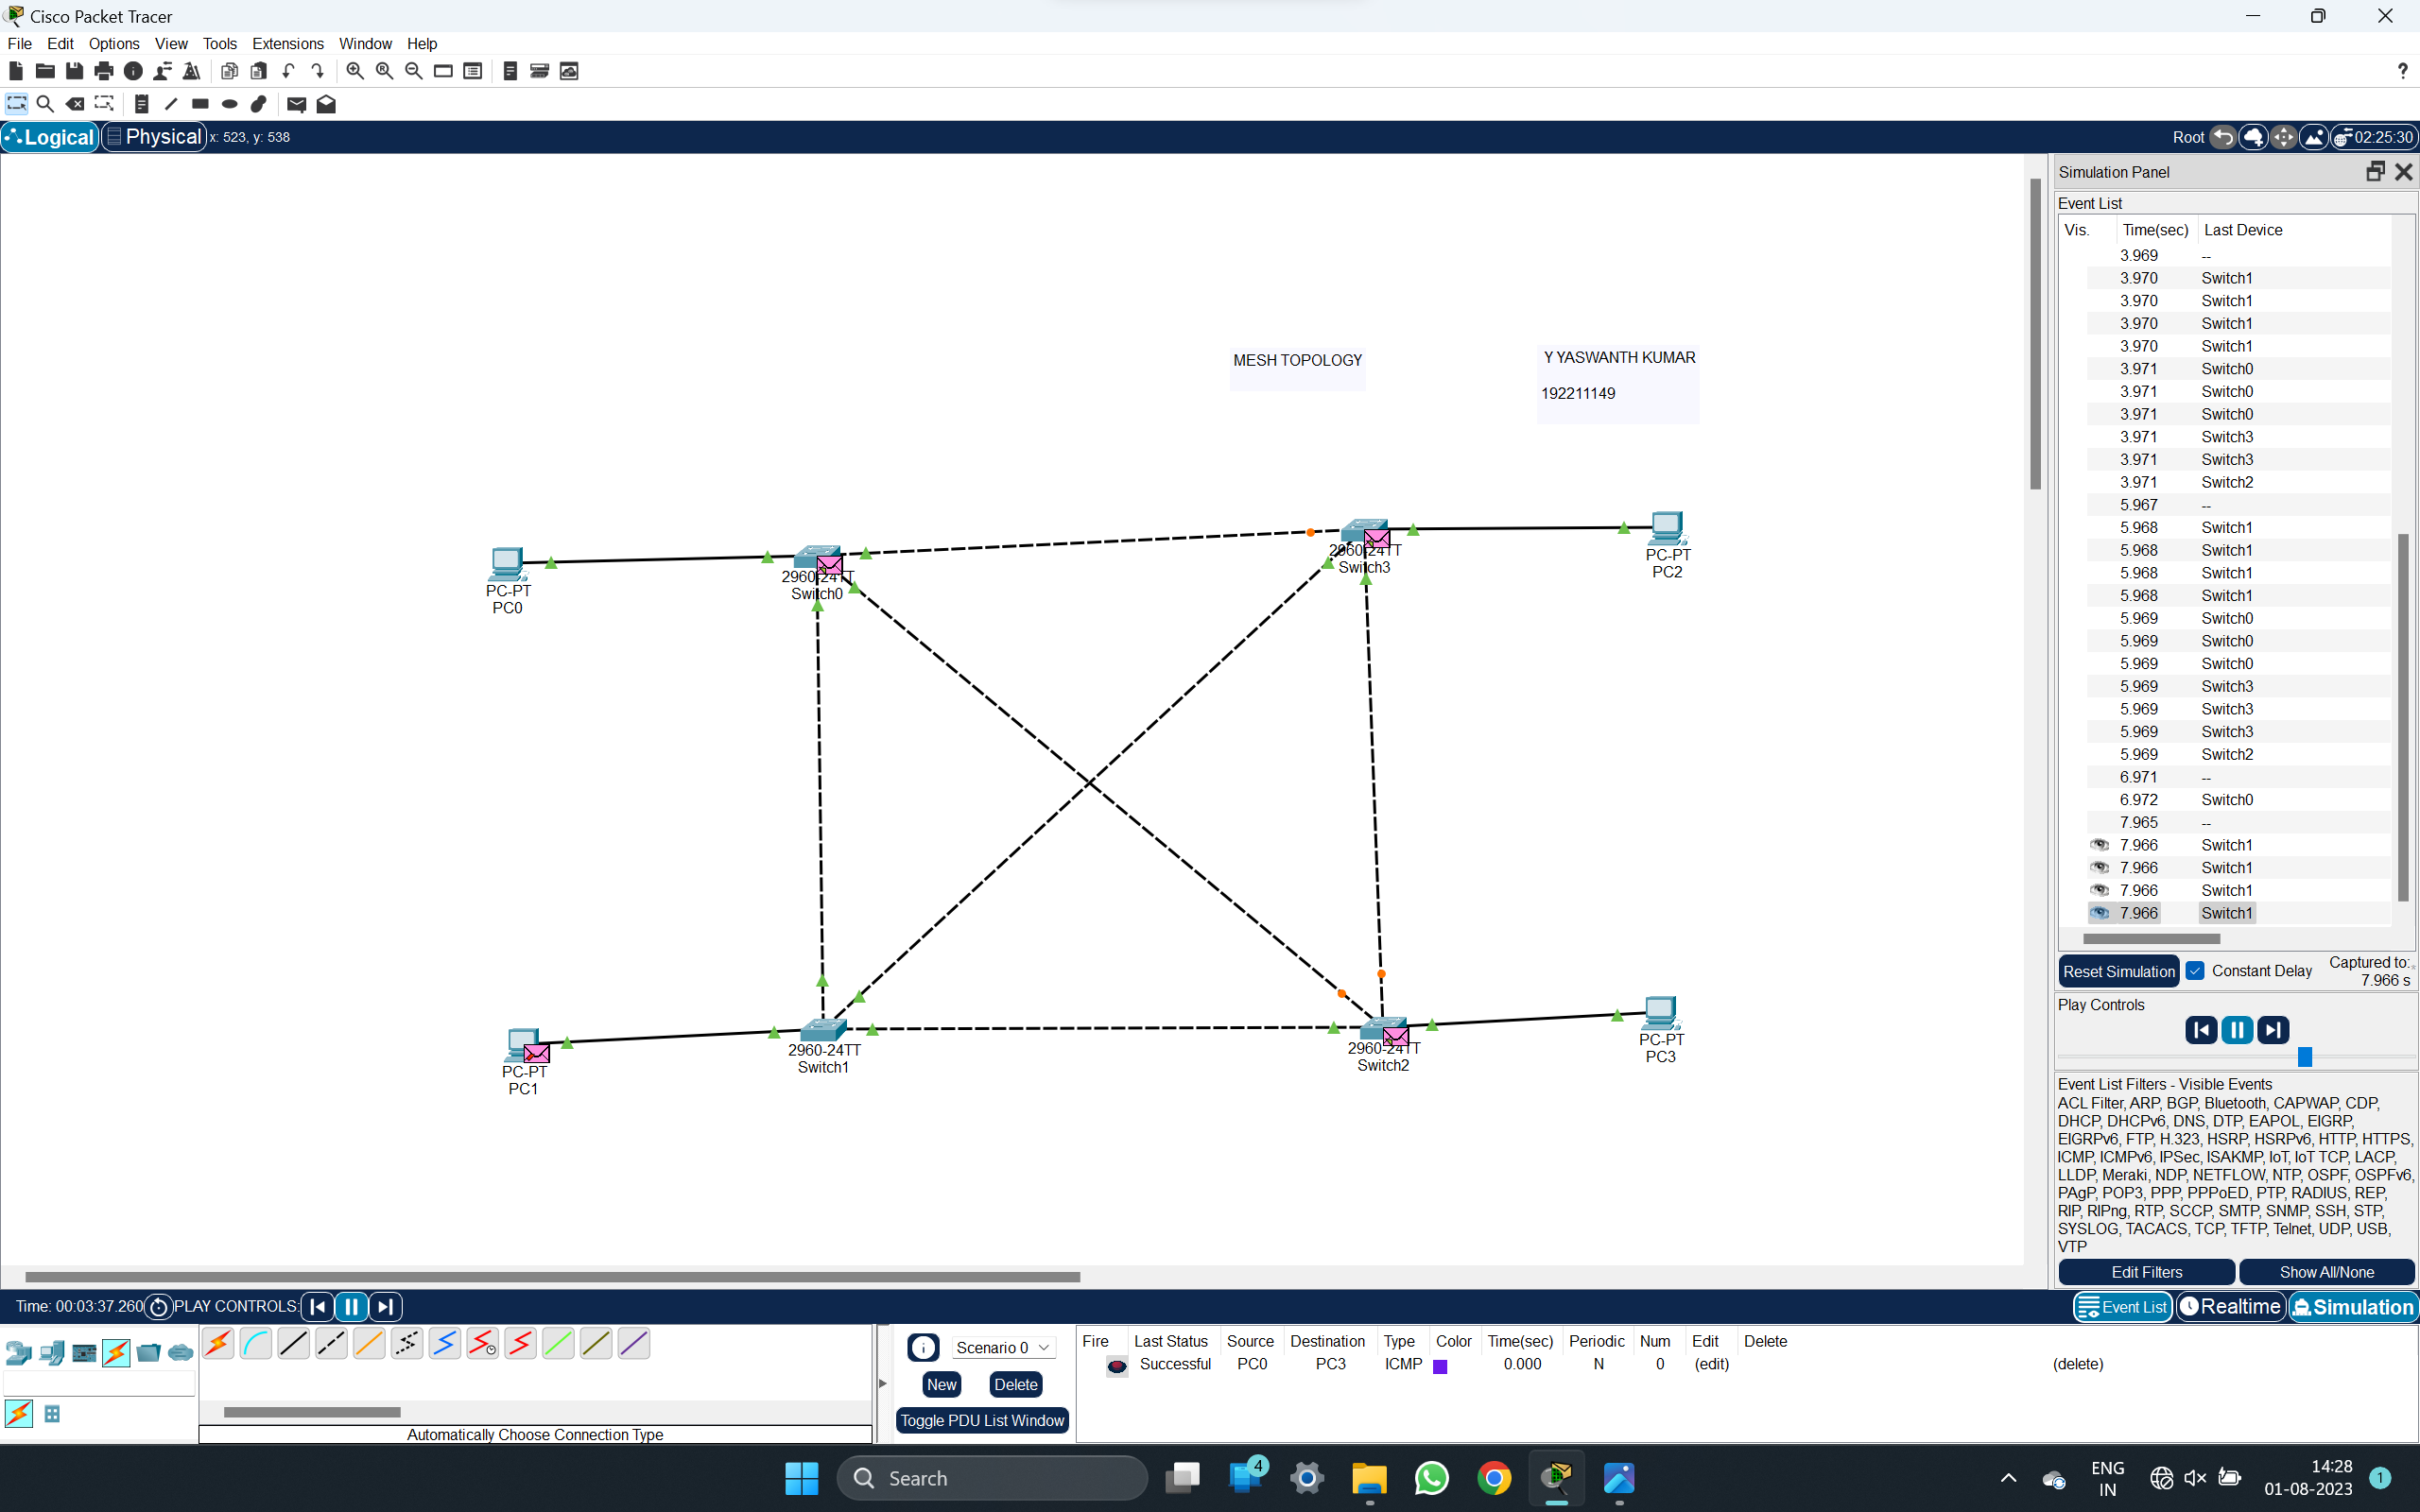 Cisco Packet Tracer
File Edit Options View Tools Extensions Window Help
?
Logical Physical x: 523, y: 538 Root 02:25:30
Simulation Panel
Event List
Vis. Time(sec) Last Device
3.969 --
3.970 Switch1
3.970 Switch1
3.970 Switch1
3.970 Switch1
3.971 Switch0
3.971 Switch0
3.971 Switch0
3.971 Switch3
3.971 Switch3
3.971 Switch2
5.967 --
5.968 Switch1
5.968 Switch1
5.968 Switch1
5.968 Switch1
5.969 Switch0
5.969 Switch0
5.969 Switch0
5.969 Switch3
5.969 Switch3
5.969 Switch3
5.969 Switch2
6.971 --
6.972 Switch0
7.965 --
7.966 Switch1
7.966 Switch1
7.966 Switch1
7.966 Switch1
Reset Simulation Constant Delay Captured to:
7.966 s
Play Controls
Event List Filters - Visible Events
ACL Filter, ARP, BGP, Bluetooth, CAPWAP, CDP,
DHCP, DHCPv6, DNS, DTP, EAPOL, EIGRP,
EIGRPv6, FTP, H.323, HSRP, HSRPv6, HTTP, HTTPS,
ICMP, ICMPv6, IPSec, ISAKMP, IoT, IoT TCP, LACP,
LLDP, Meraki, NDP, NETFLOW, NTP, OSPF, OSPFv6,
PAgP, POP3, PPP, PPPoED, PTP, RADIUS, REP,
RIP, RIPng, RTP, SCCP, SMTP, SNMP, SSH, STP,
SYSLOG, TACACS, TCP, TFTP, Telnet, UDP, USB,
VTP
Edit Filters Show All/None
MESH TOPOLOGY
Y YASWANTH KUMAR
192211149
PC-PT
PC0
2960-24TT
Switch0
2960-24TT
Switch3
PC-PT
PC2
PC-PT
PC1
2960-24TT
Switch1
2960-24TT
Switch2
PC-PT
PC3
Time: 00:03:37.260 PLAY CONTROLS:
Event List Realtime Simulation
Scenario 0
New Delete
Toggle PDU List Window
Fire Last Status Source Destination Type Color Time(sec) Periodic Num Edit Delete
Successful PC0 PC3 ICMP 0.000 N 0 (edit) (delete)
Automatically Choose Connection Type
Search
4
ENG
IN
14:28
01-08-2023
1